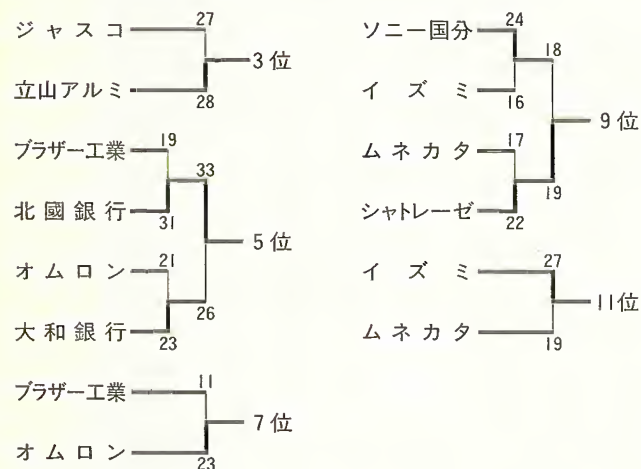 ジャスコ 27
3位
立山アルミ 28
ブラザー工業 19
33
北國銀行 31
5位
オムロン 21
26
大和銀行 23
ブラザー工業 11
7位
オムロン 23
ソニー国分 24
18
イズミ 16
9位
ムネカタ 17
19
シャトレーゼ 22
イズミ 27
11位
ムネカタ 19